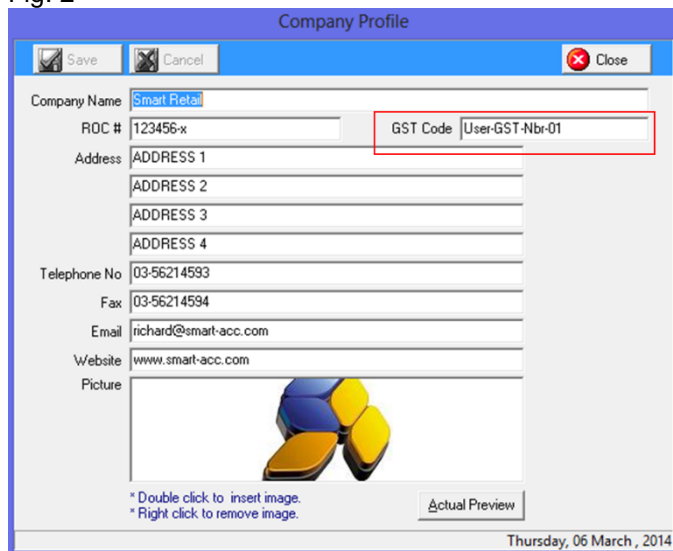 Fig. 2
Company Profile
Save Cancel Close
Company Name Smart Retail
ROC # 123456-x GST Code User-GST-Nbr-01
Address ADDRESS 1
ADDRESS 2
ADDRESS 3
ADDRESS 4
Telephone No 03-56214593
Fax 03-56214594
Email richard@smart-acc.com
Website www.smart-acc.com
Picture
* Double click to insert image.
* Right click to remove image.
Actual Preview
Thursday, 06 March , 2014